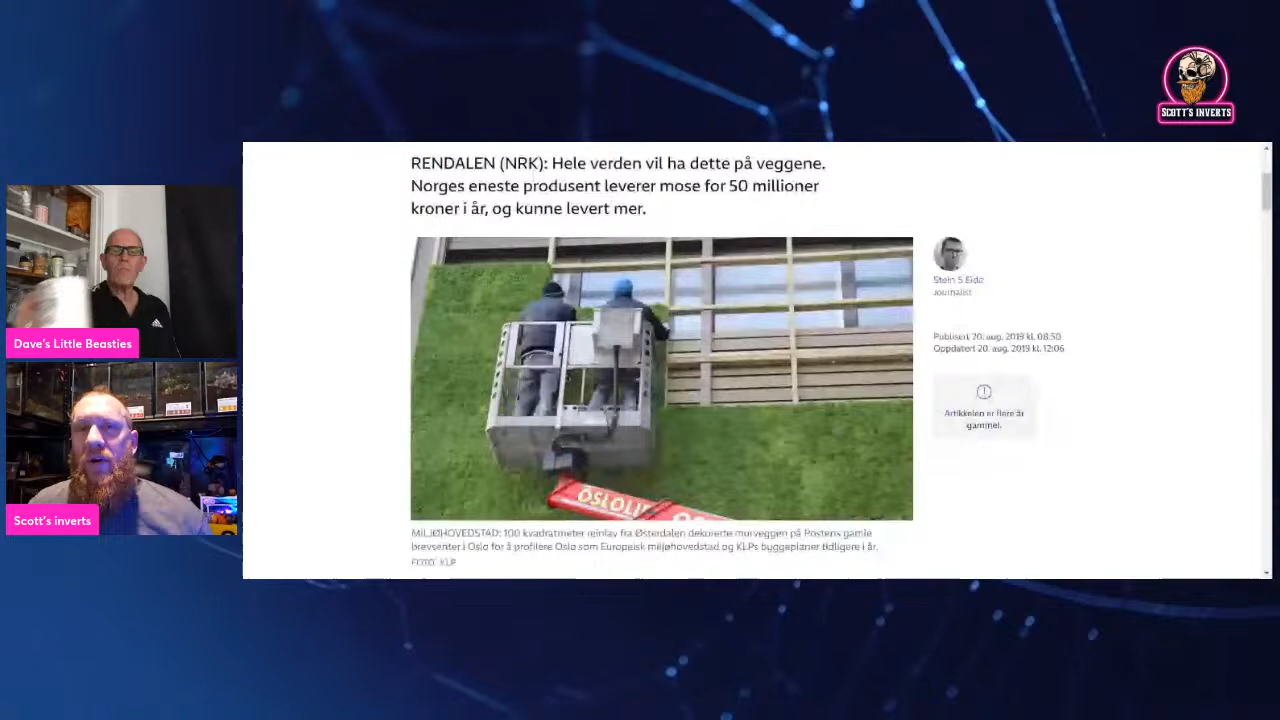 SCOTT'S INVERTS
RENDALEN (NRK): Hele verden vil ha dette på veggene.
Norges eneste produsent leverer mose for 50 millioner
kroner i år, og kunne levert mer.
Dave's Little Beasties
Scott's inverts
OSLOLI
Stein S Eide
Journalist
Publisert 20. aug. 2019 kl. 08:50
Oppdatert 20. aug. 2019 kl. 12:06
Artikkelen er flere år
gammel.
MILJØHOVEDSTAD: 100 kvadratmeter reinlav fra Østerdalen dekorerte murveggen på Postens gamle
brevsenter i Oslo for å profilere Oslo som Europeisk miljøhovedstad og KLPs byggeplaner tidligere i år.
FOTO: KLP